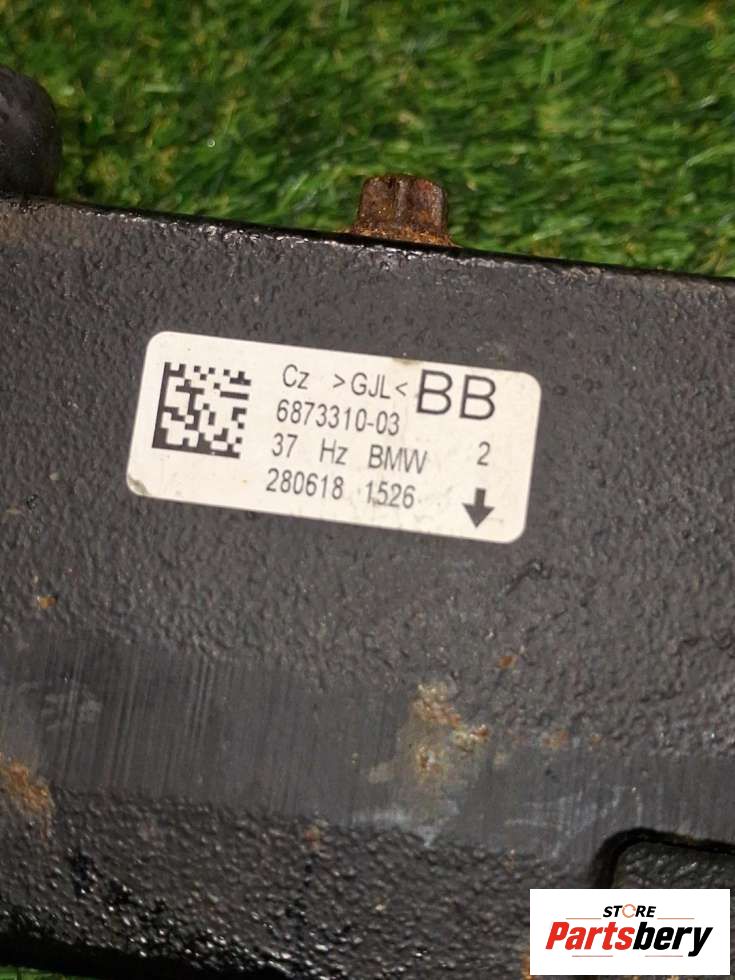 Cz >GJL< BB
6873310-03
37 Hz BMW 2
280618 1526
STORE
Partsbery